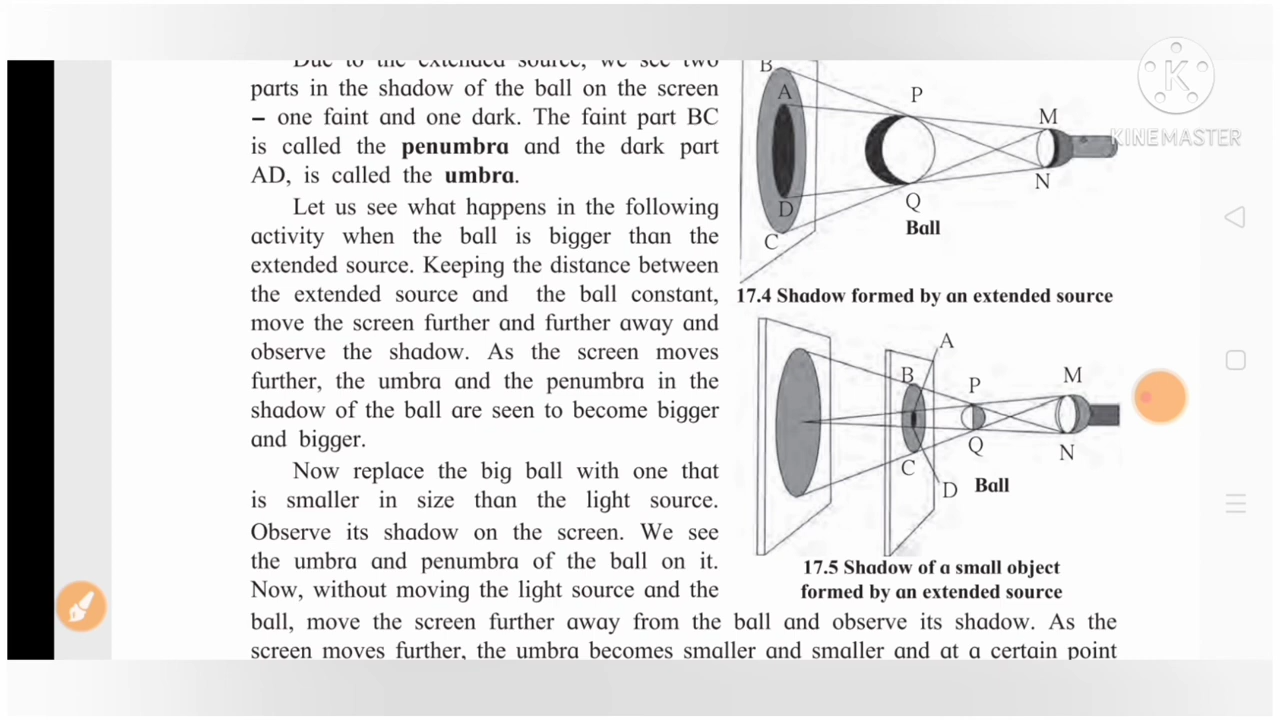 Due to the extended source, we see two
parts in the shadow of the ball on the screen
– one faint and one dark. The faint part BC
is called the penumbra and the dark part
AD, is called the umbra.
Let us see what happens in the following
activity when the ball is bigger than the
extended source. Keeping the distance between
the extended source and the ball constant,
move the screen further and further away and
observe the shadow. As the screen moves
further, the umbra and the penumbra in the
shadow of the ball are seen to become bigger
and bigger.
Now replace the big ball with one that
is smaller in size than the light source.
Observe its shadow on the screen. We see
the umbra and penumbra of the ball on it.
Now, without moving the light source and the
ball, move the screen further away from the ball and observe its shadow. As the
screen moves further, the umbra becomes smaller and smaller and at a certain point
B
A
P
M
D
C
Q
N
Ball
17.4 Shadow formed by an extended source
A
B
P
M
C
D
Q
N
Ball
17.5 Shadow of a small object
formed by an extended source
K
KINEMASTER